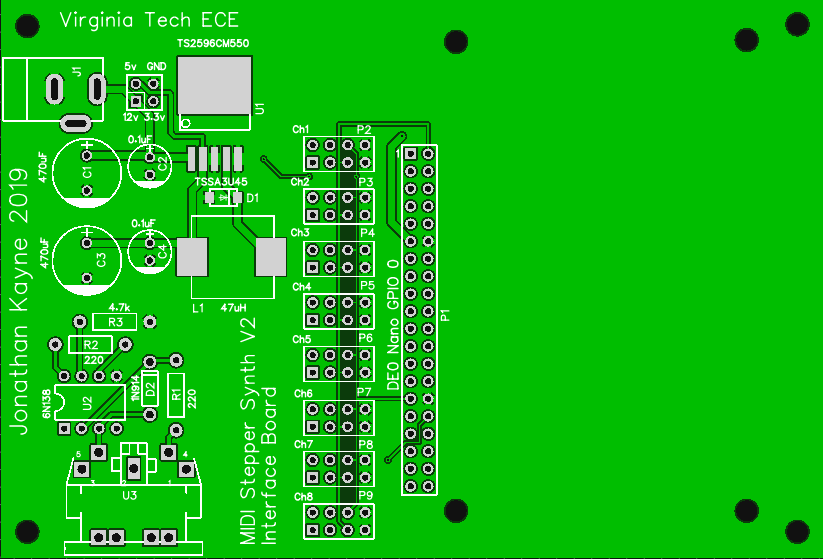 Virginia Tech ECE
TS2596CM550
J1
5v GND
12v 3.3v
U1
470uF
C1
0.1uF
C2
TSSA3U45
D1
470uF
C3
0.1uF
C4
L1 47uH
Jonathan Kayne 2019
4.7k
R3
R2
220
6N138
U2
1N914
D2
R1
220
5
4
3
2
1
U3
MIDI Stepper Synth V2
Interface Board
Ch1 P2
Ch2 P3
Ch3 P4
Ch4 P5
Ch5 P6
Ch6 P7
Ch7 P8
Ch8 P9
1
DE0 Nano GPIO 0
P1